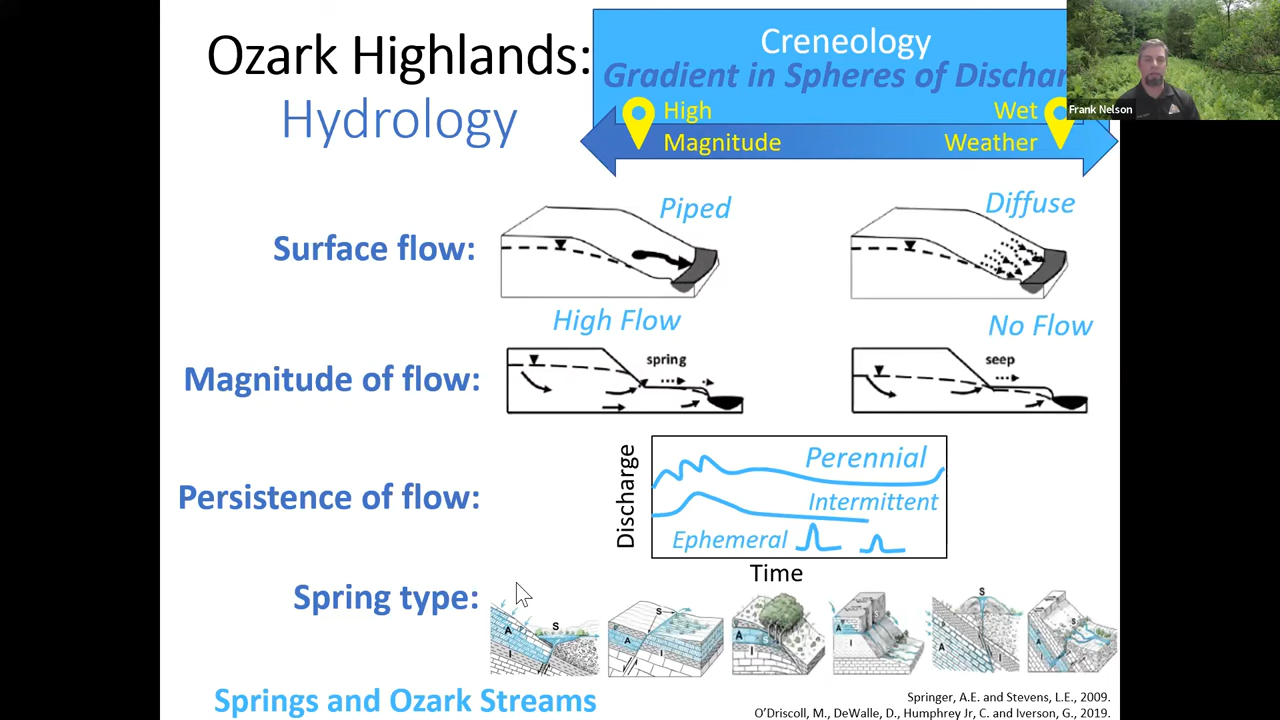 Ozark Highlands:
Hydrology
Creneology
Gradient in Spheres of Dischar
High
Magnitude
Wet
Weather
Frank Nelson
Surface flow:
Piped
Diffuse
Magnitude of flow:
High Flow
spring
No Flow
seep
Persistence of flow:
Discharge
Perennial
Intermittent
Ephemeral
Time
Spring type:
A S I
S A I
A S I
A S I
S A I
S A I
Springs and Ozark Streams
Springer, A.E. and Stevens, L.E., 2009.
O’Driscoll, M., DeWalle, D., Humphrey Jr, C. and Iverson, G., 2019.